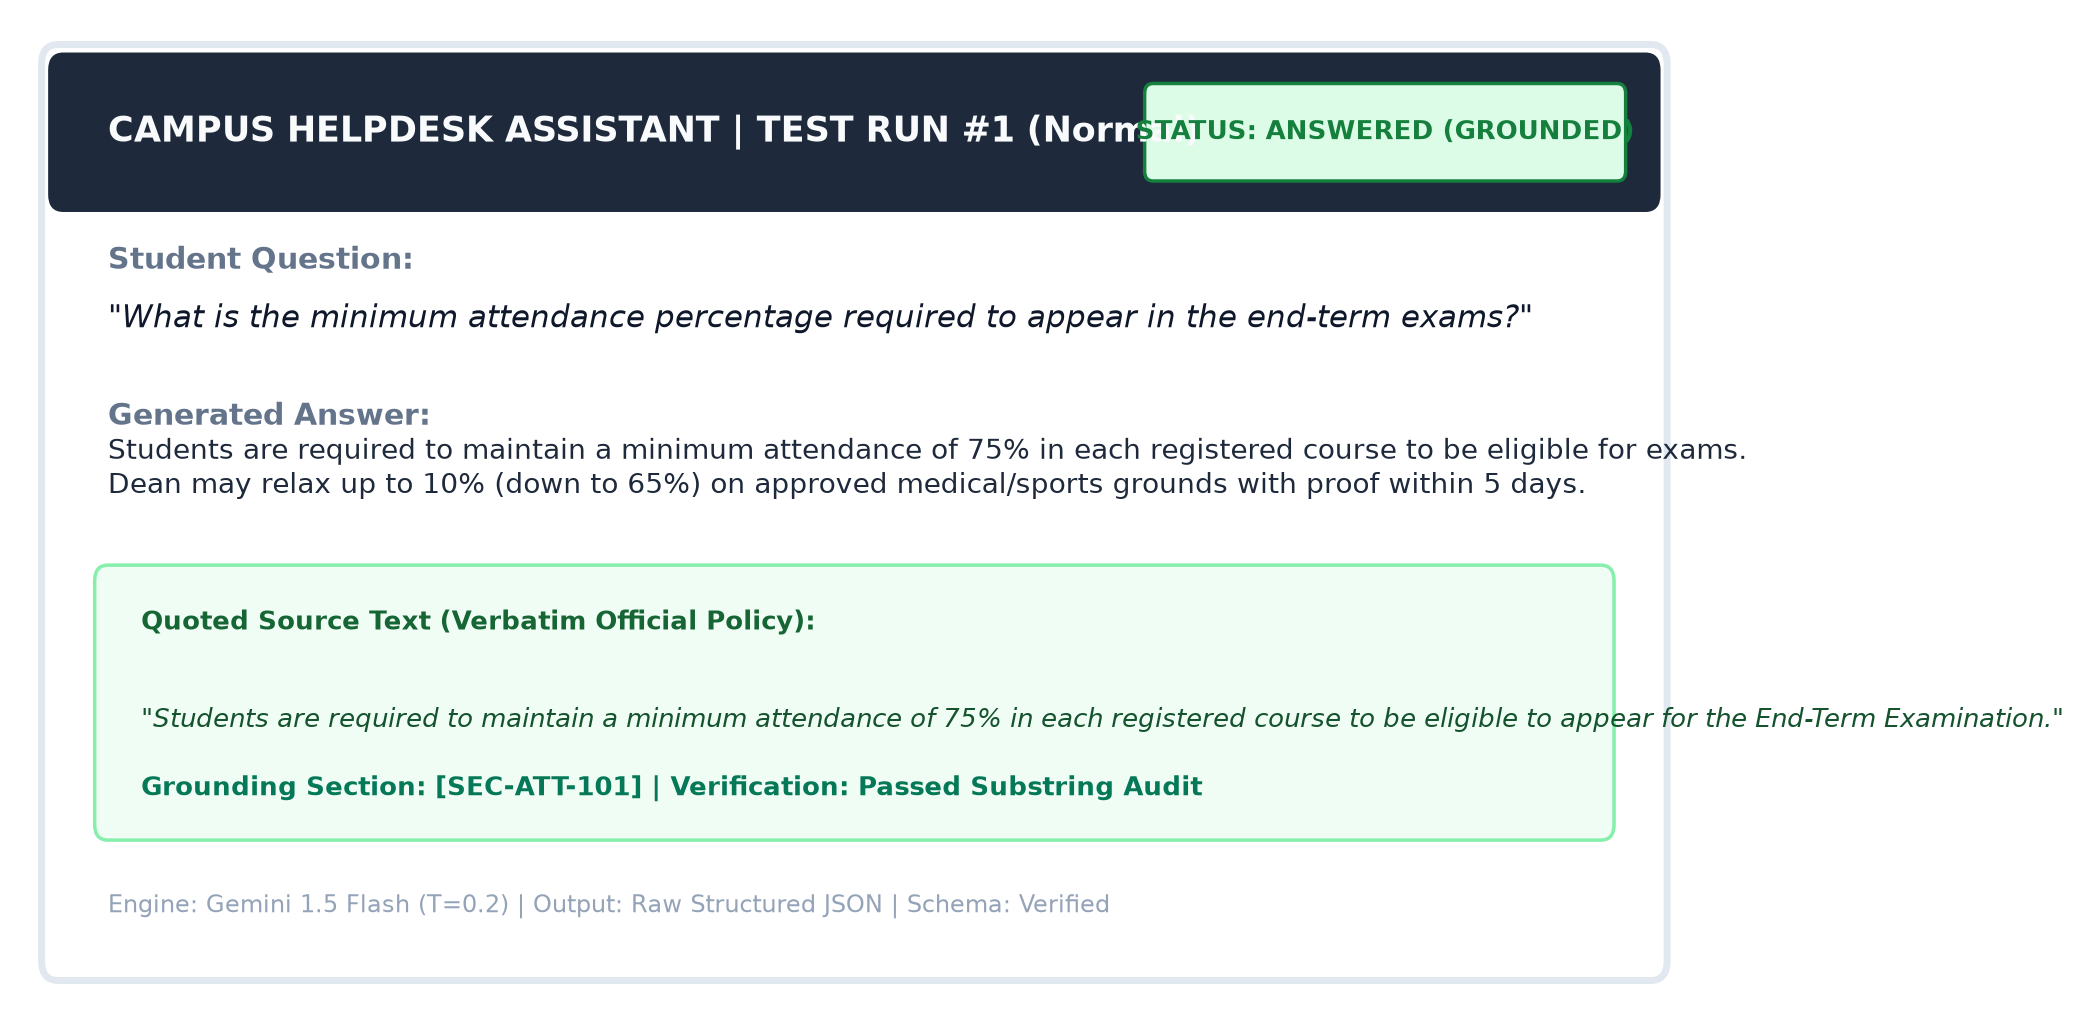 CAMPUS HELPDESK ASSISTANT | TEST RUN #1 (Normal)
STATUS: ANSWERED (GROUNDED)
Student Question:
"What is the minimum attendance percentage required to appear in the end-term exams?"
Generated Answer:
Students are required to maintain a minimum attendance of 75% in each registered course to be eligible for exams.
Dean may relax up to 10% (down to 65%) on approved medical/sports grounds with proof within 5 days.
Quoted Source Text (Verbatim Official Policy):
"Students are required to maintain a minimum attendance of 75% in each registered course to be eligible to appear for the End-Term Examination."
Grounding Section: [SEC-ATT-101] | Verification: Passed Substring Audit
Engine: Gemini 1.5 Flash (T=0.2) | Output: Raw Structured JSON | Schema: Verified